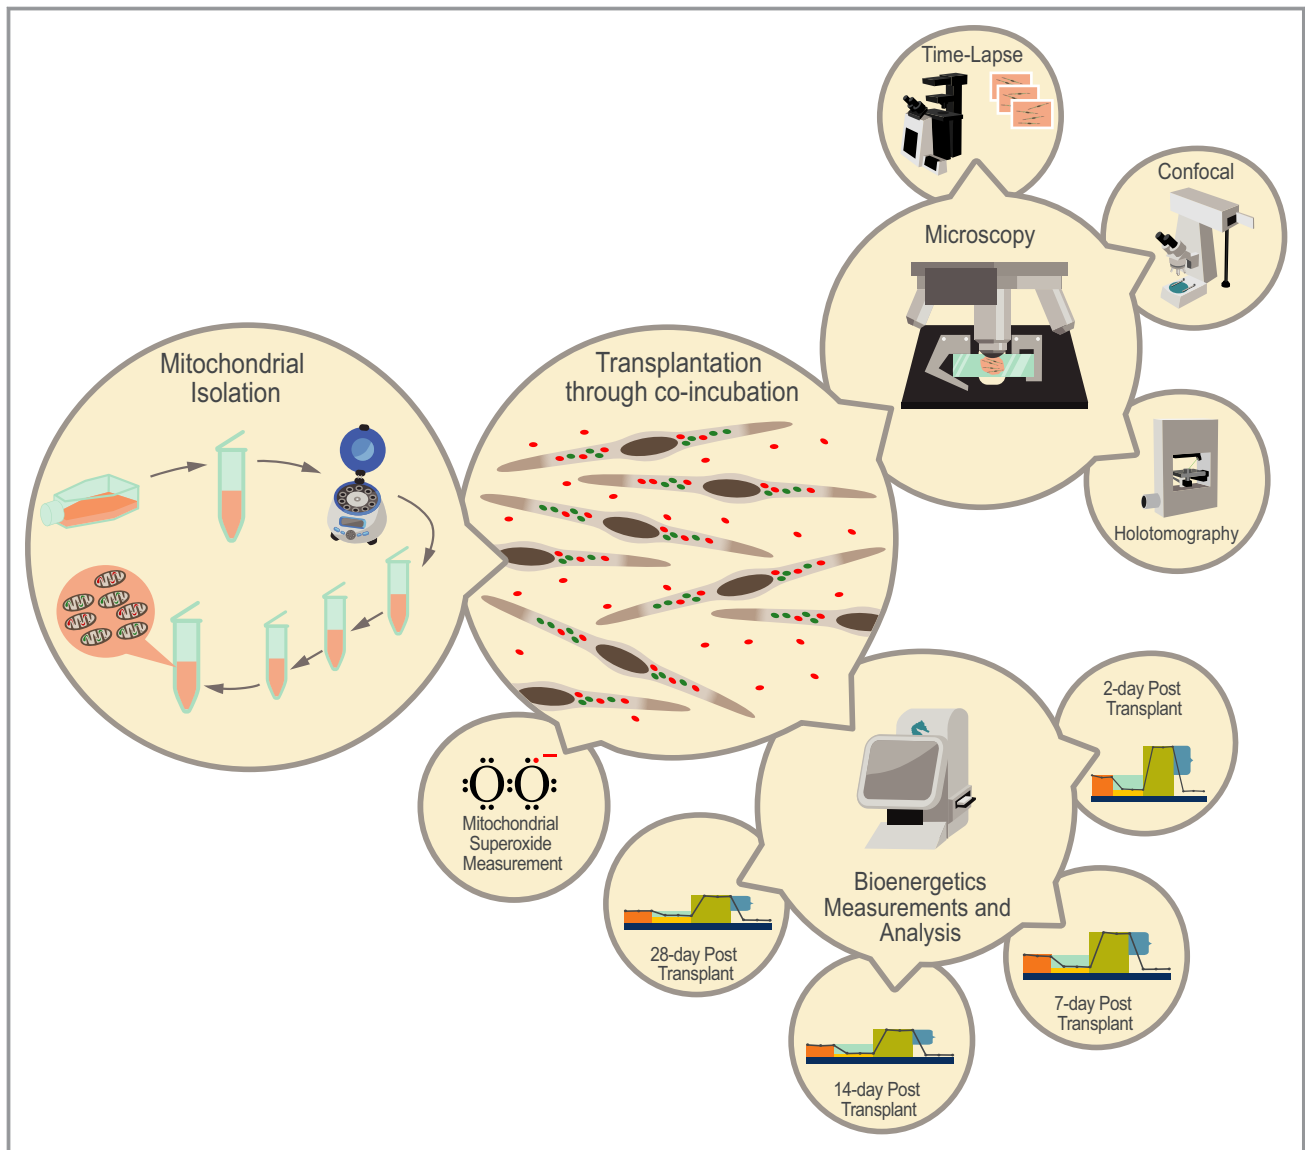 Time-Lapse
Confocal
Microscopy
Holotomography
Mitochondrial
Isolation
Transplantation
through co-incubation
:O:O:−
Mitochondrial
Superoxide
Measurement
Bioenergetics
Measurements and
Analysis
2-day Post
Transplant
7-day Post
Transplant
14-day Post
Transplant
28-day Post
Transplant